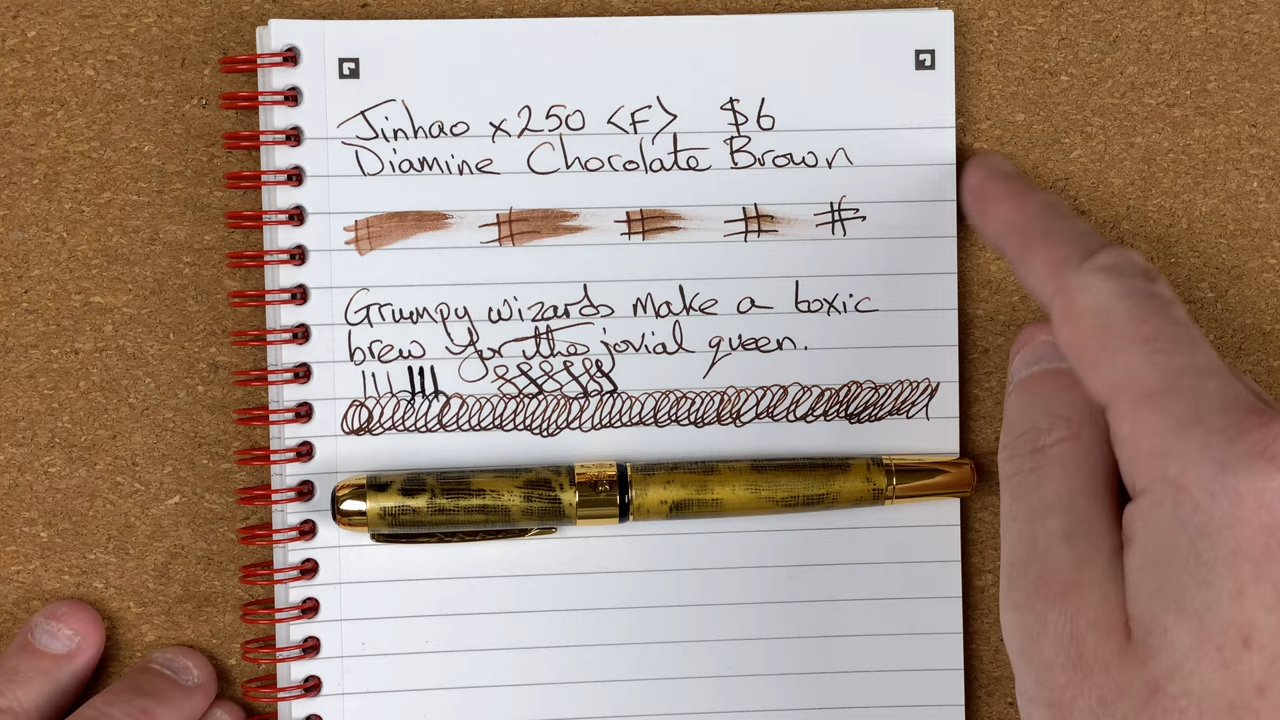 Jinhao x250 <F> $6
Diamine Chocolate Brown
Grumpy wizards make a toxic
brew for the jovial queen.